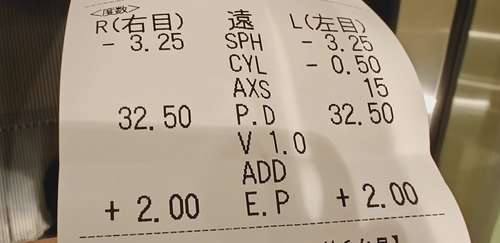 <度数>
R(右目) 遠 L(左目)
- 3.25 SPH - 3.25
CYL - 0.50
AXS 15
32.50 P.D 32.50
V 1.0
ADD
+ 2.00 E.P + 2.00